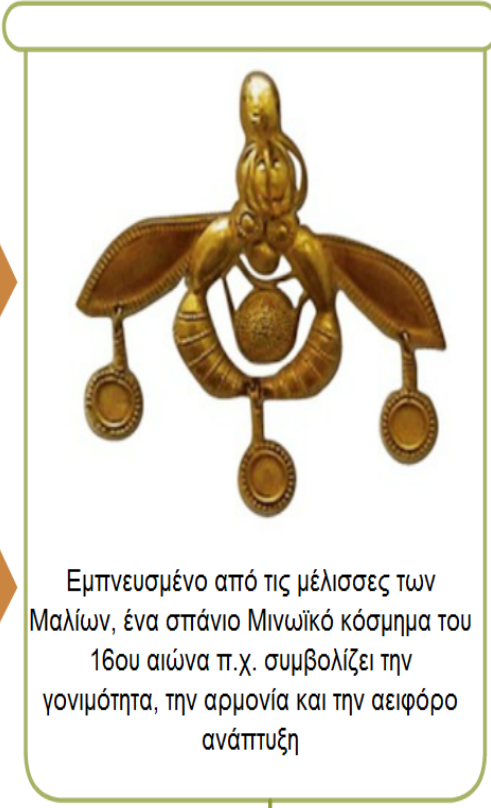 Εμπνευσμένο από τις μέλισσες των
Μαλίων, ένα σπάνιο Μινωϊκό κόσμημα του
16ου αιώνα π.χ. συμβολίζει την
γονιμότητα, την αρμονία και την αειφόρο
ανάπτυξη